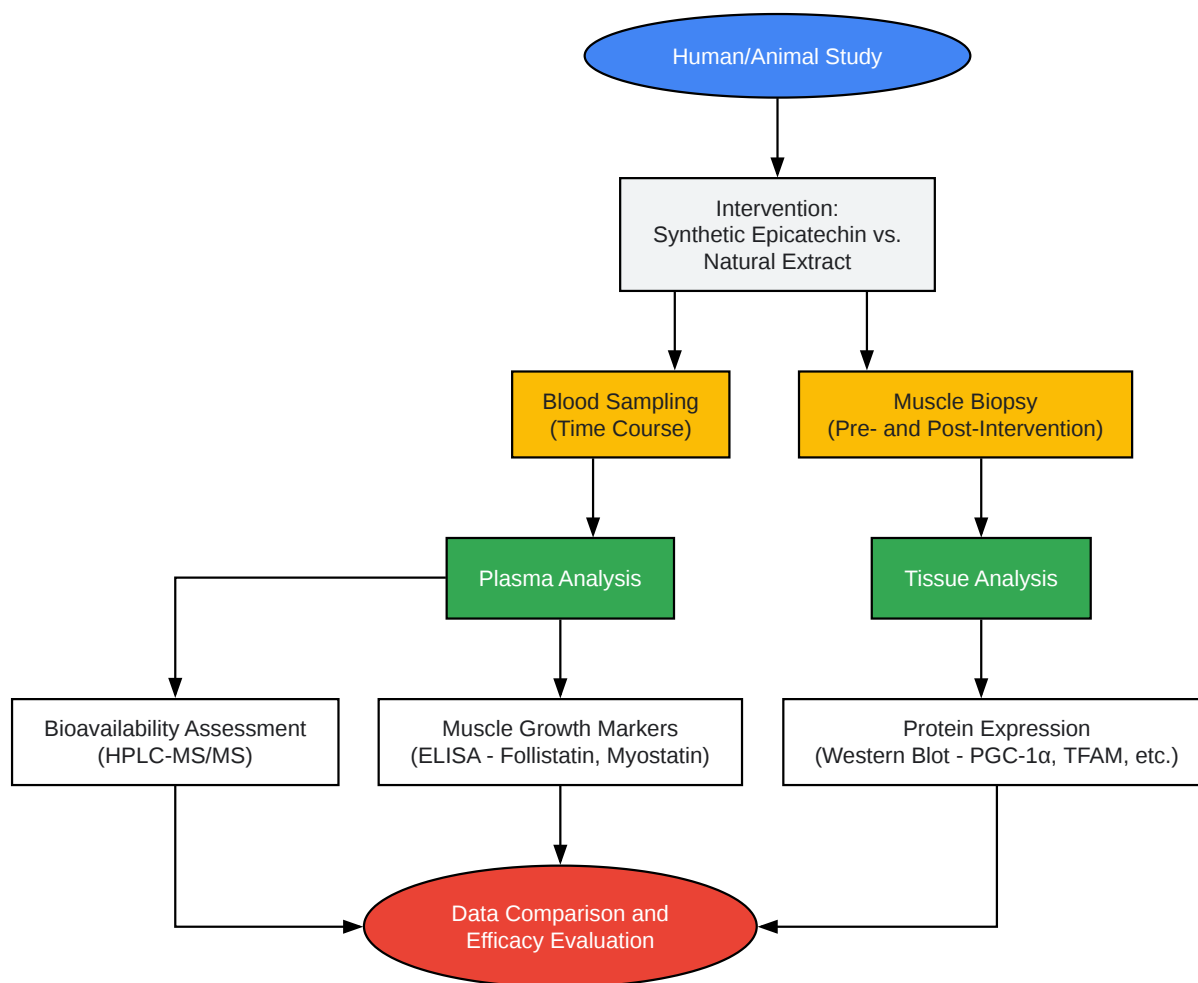 Human/Animal Study
Intervention:
Synthetic Epicatechin vs.
Natural Extract
Blood Sampling
(Time Course)
Muscle Biopsy
(Pre- and Post-Intervention)
Plasma Analysis
Tissue Analysis
Bioavailability Assessment
(HPLC-MS/MS)
Muscle Growth Markers
(ELISA - Follistatin, Myostatin)
Protein Expression
(Western Blot - PGC-1α, TFAM, etc.)
Data Comparison and
Efficacy Evaluation